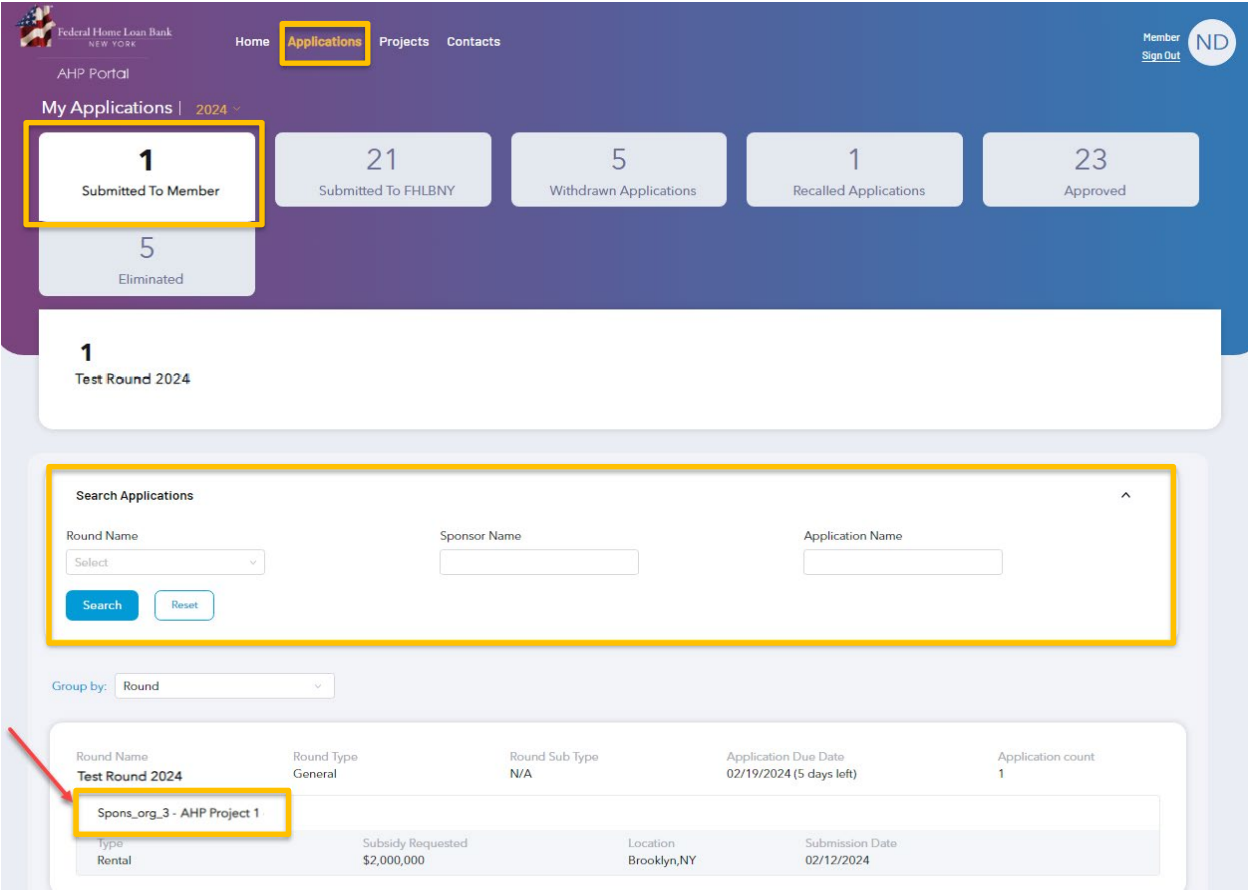 Federal Home Loan Bank
NEW YORK
AHP Portal
Home Applications Projects Contacts
Member
Sign Out
ND
My Applications | 2024
1
Submitted To Member
21
Submitted To FHLBNY
5
Withdrawn Applications
1
Recalled Applications
23
Approved
5
Eliminated
1
Test Round 2024
Search Applications
Round Name
Select
Sponsor Name
Application Name
Search
Reset
Group by: Round
Round Name Round Type Round Sub Type Application Due Date Application count
Test Round 2024 General N/A 02/19/2024 (5 days left) 1
Spons_org_3 - AHP Project 1
Type Subsidy Requested Location Submission Date
Rental $2,000,000 Brooklyn,NY 02/12/2024